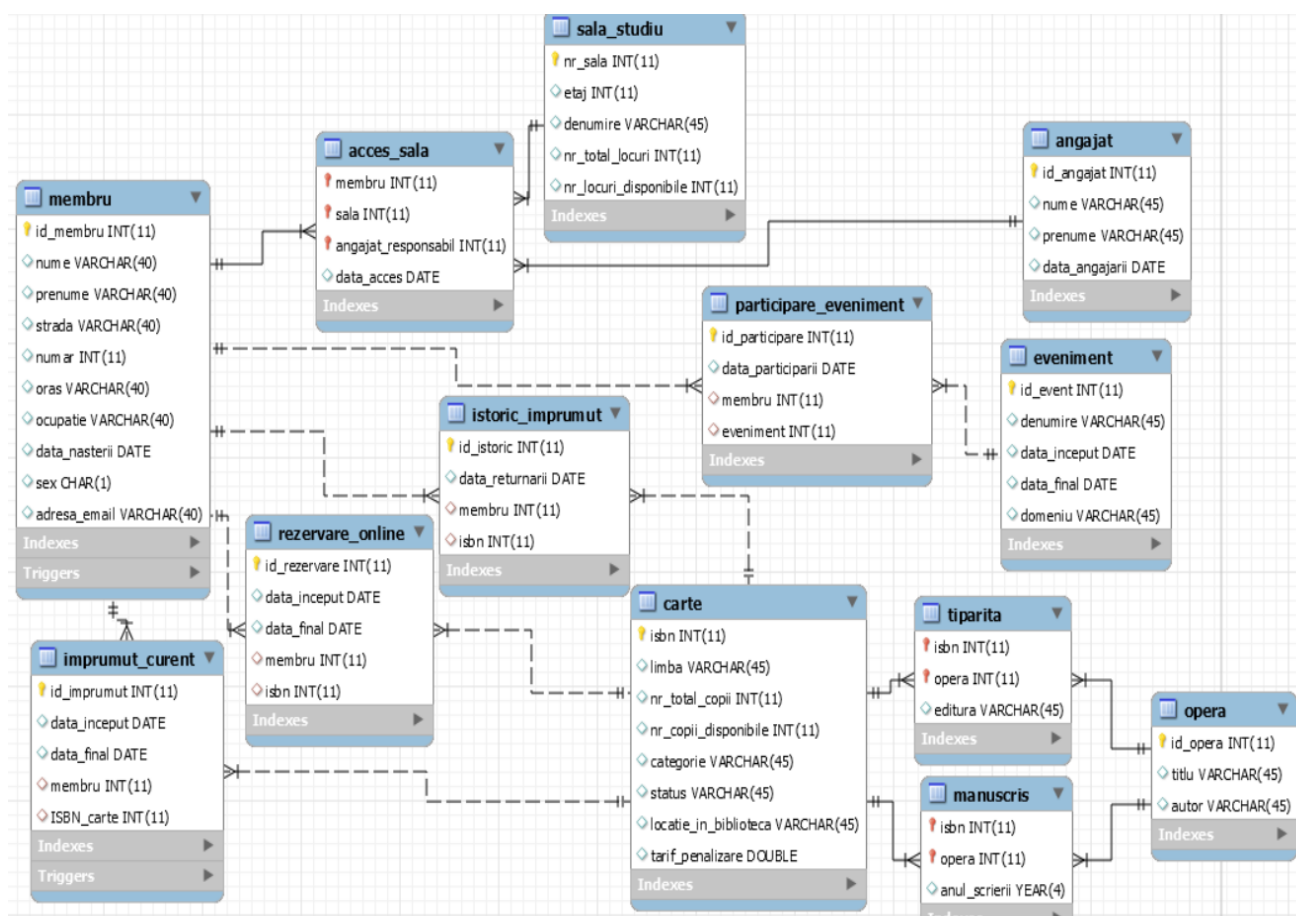 sala_studiu
nr_sala INT(11)
etaj INT(11)
denumire VARCHAR(45)
nr_total_locuri INT(11)
nr_locuri_disponibile INT(11)
Indexes
acces_sala
membru INT(11)
sala INT(11)
angajat_responsabil INT(11)
data_acces DATE
Indexes
angajat
id_angajat INT(11)
nume VARCHAR(45)
prenume VARCHAR(45)
data_angajarii DATE
Indexes
membru
id_membru INT(11)
nume VARCHAR(40)
prenume VARCHAR(40)
strada VARCHAR(40)
numar INT(11)
oras VARCHAR(40)
ocupatie VARCHAR(40)
data_nasterii DATE
sex CHAR(1)
adresa_email VARCHAR(40)
Indexes
Triggers
participare_eveniment
id_participare INT(11)
data_participarii DATE
membru INT(11)
eveniment INT(11)
Indexes
eveniment
id_event INT(11)
denumire VARCHAR(45)
data_inceput DATE
data_final DATE
domeniu VARCHAR(45)
Indexes
istoric_imprumut
id_istoric INT(11)
data_returnarii DATE
membru INT(11)
isbn INT(11)
Indexes
rezervare_online
id_rezervare INT(11)
data_inceput DATE
data_final DATE
membru INT(11)
isbn INT(11)
Indexes
carte
isbn INT(11)
limba VARCHAR(45)
nr_total_copii INT(11)
nr_copii_disponibile INT(11)
categorie VARCHAR(45)
status VARCHAR(45)
locatie_in_biblioteca VARCHAR(45)
tarif_penalizare DOUBLE
Indexes
tiparita
isbn INT(11)
opera INT(11)
editura VARCHAR(45)
Indexes
imprumut_curent
id_imprumut INT(11)
data_inceput DATE
data_final DATE
membru INT(11)
ISBN_carte INT(11)
Indexes
Triggers
opera
id_opera INT(11)
titlu VARCHAR(45)
autor VARCHAR(45)
Indexes
manuscris
isbn INT(11)
opera INT(11)
anul_scrierii YEAR(4)